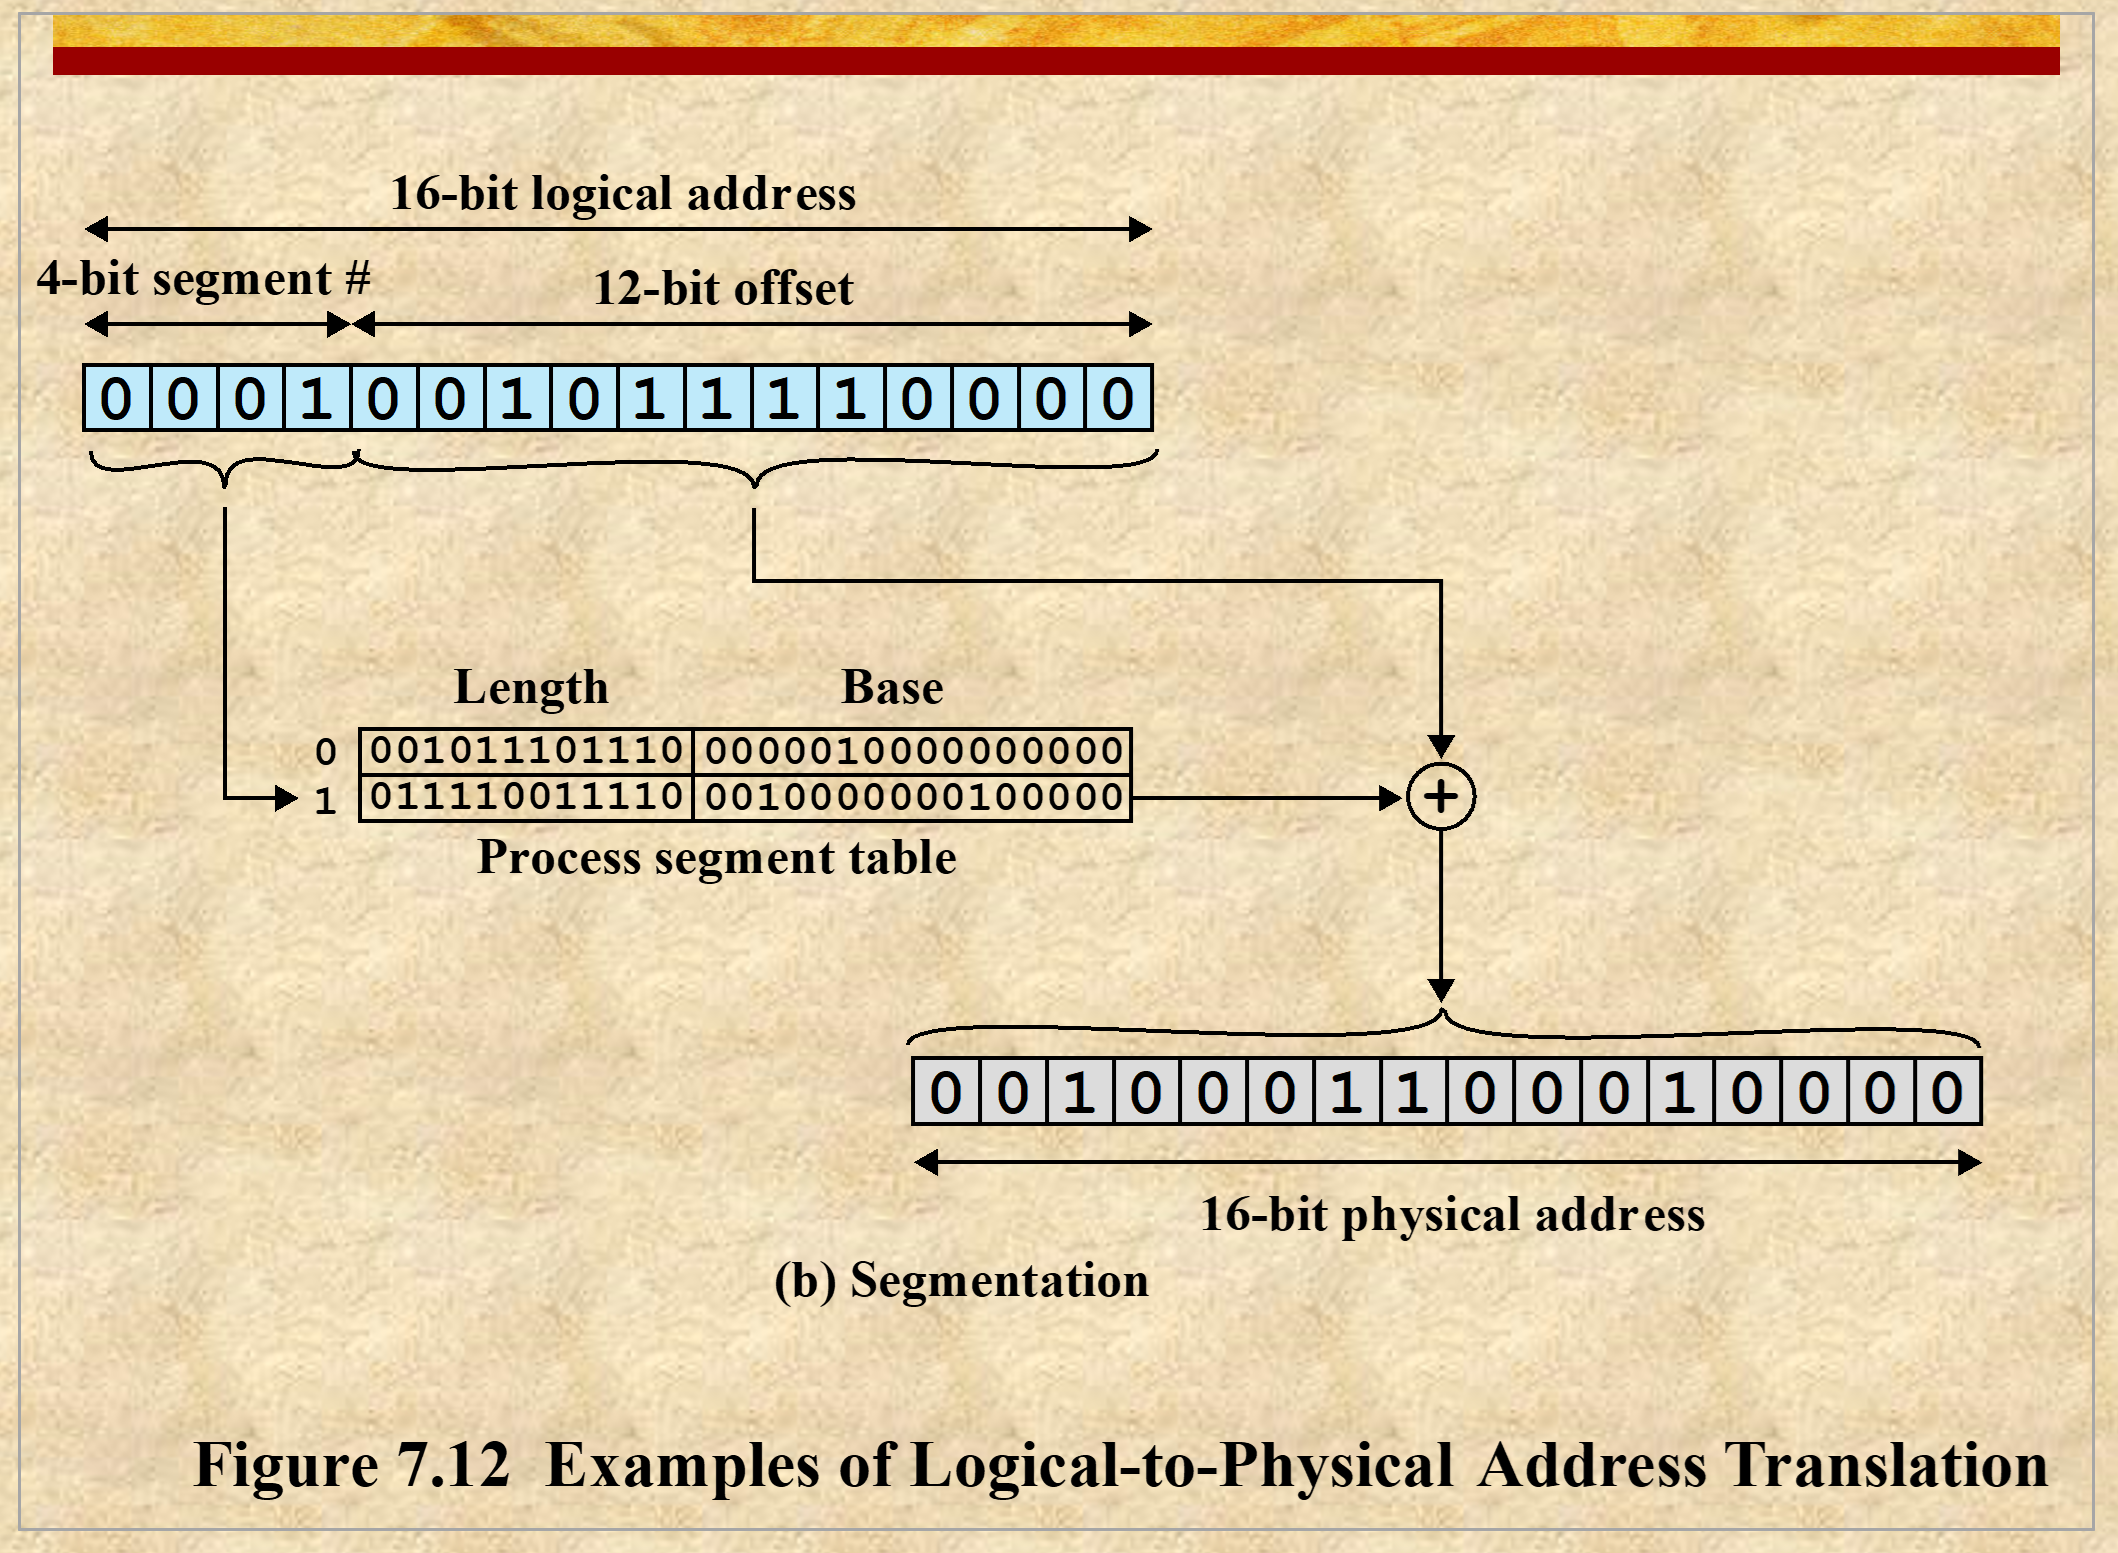 16-bit logical address
4-bit segment #
12-bit offset
0 0 0 1 0 0 1 0 1 1 1 1 0 0 0 0
Length Base
0 001011101110 0000010000000000
1 011110011110 0010000000100000
Process segment table
+
0 0 1 0 0 0 1 1 0 0 0 1 0 0 0 0
16-bit physical address
(b) Segmentation
Figure 7.12 Examples of Logical-to-Physical Address Translation